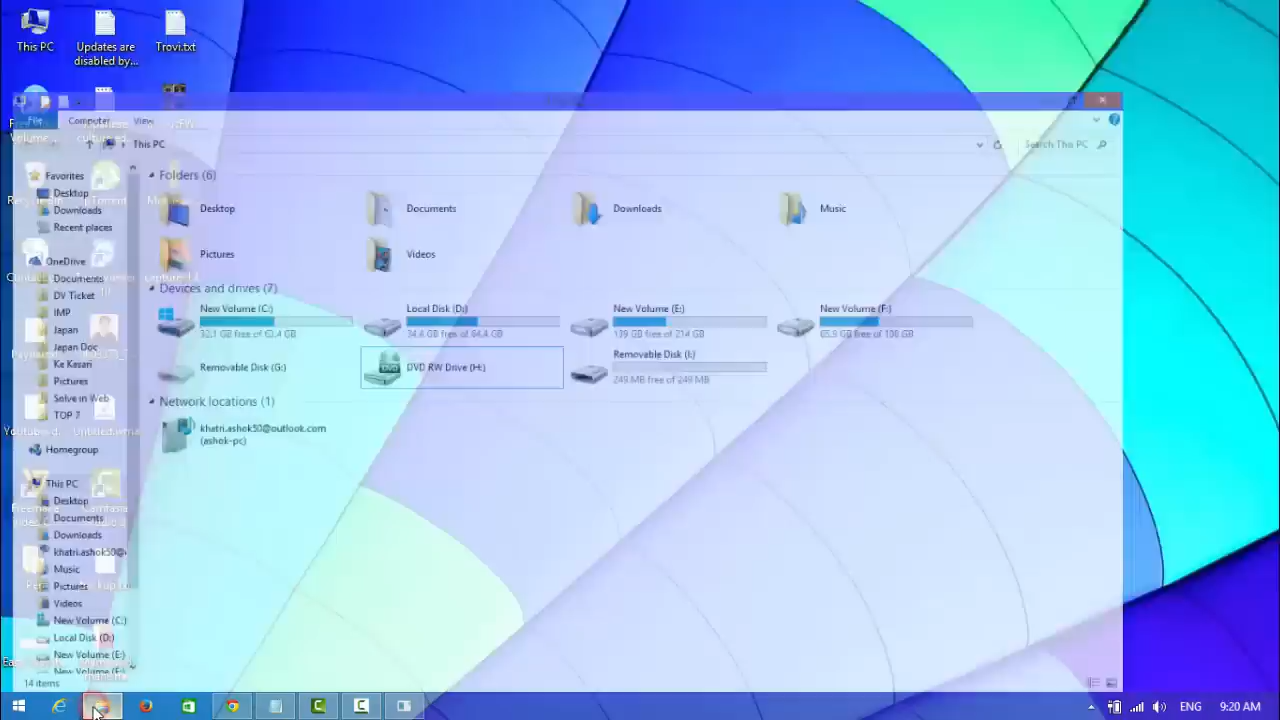 This PC
Updates are
disabled by...
Trovi.txt
File
Computer
View
This PC
Search This PC
Favorites
Desktop
Downloads
Recent places
OneDrive
Documents
DV Ticket
IMP
Japan
Japan Doc
Ke Kasari
Pictures
Solve in Web
TOP 7
Homegroup
This PC
Desktop
Documents
Downloads
khatri.ashok50@
Music
Pictures
Videos
New Volume (C:)
Local Disk (D:)
New Volume (E:)
New Volume (F:)
Folders (6)
Desktop
Documents
Downloads
Music
Pictures
Videos
Devices and drives (7)
New Volume (C:)
32.1 GB free of 63.4 GB
Local Disk (D:)
34.6 GB free of 84.4 GB
New Volume (E:)
139 GB free of 214 GB
New Volume (F:)
65.9 GB free of 108 GB
Removable Disk (G:)
DVD RW Drive (H:)
Removable Disk (I:)
249 MB free of 249 MB
Network locations (1)
khatri.ashok50@outlook.com
(ashok-pc)
14 items
ENG
9:20 AM